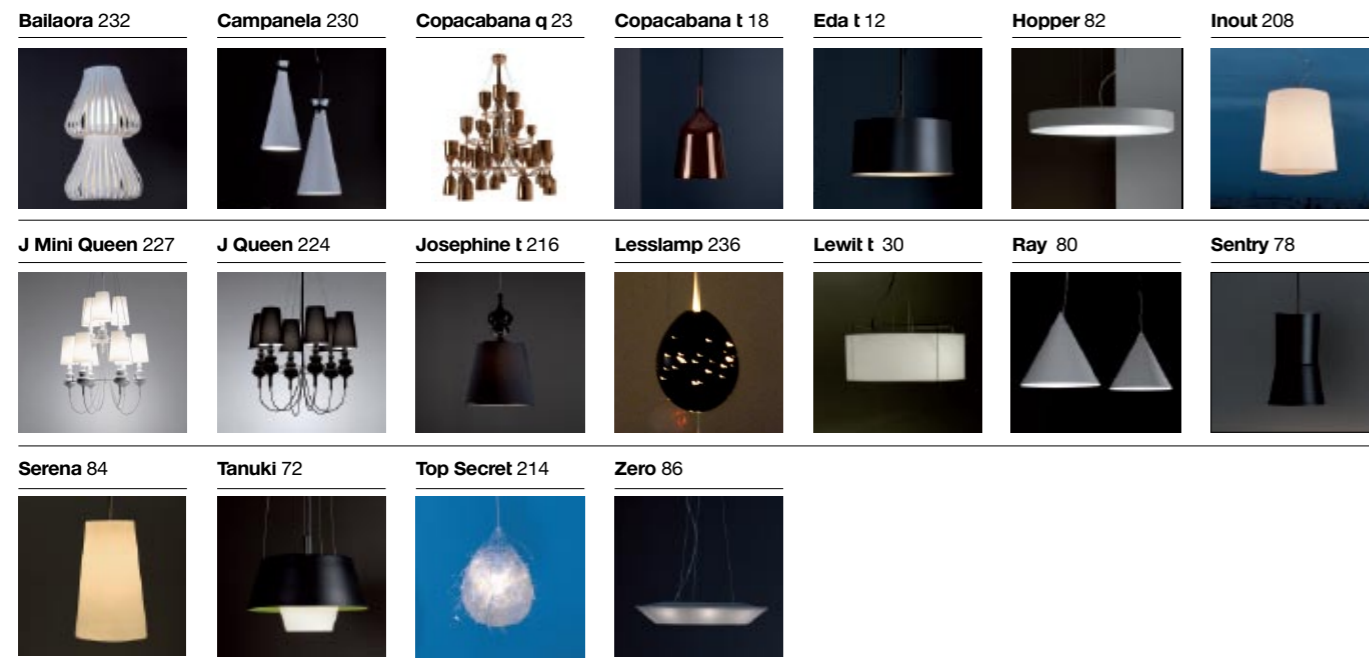 Bailaora 232
Campanela 230
Copacabana q 23
Copacabana t 18
Eda t 12
Hopper 82
Inout 208
J Mini Queen 227
J Queen 224
Josephine t 216
Lesslamp 236
Lewit t 30
Ray 80
Sentry 78
Serena 84
Tanuki 72
Top Secret 214
Zero 86